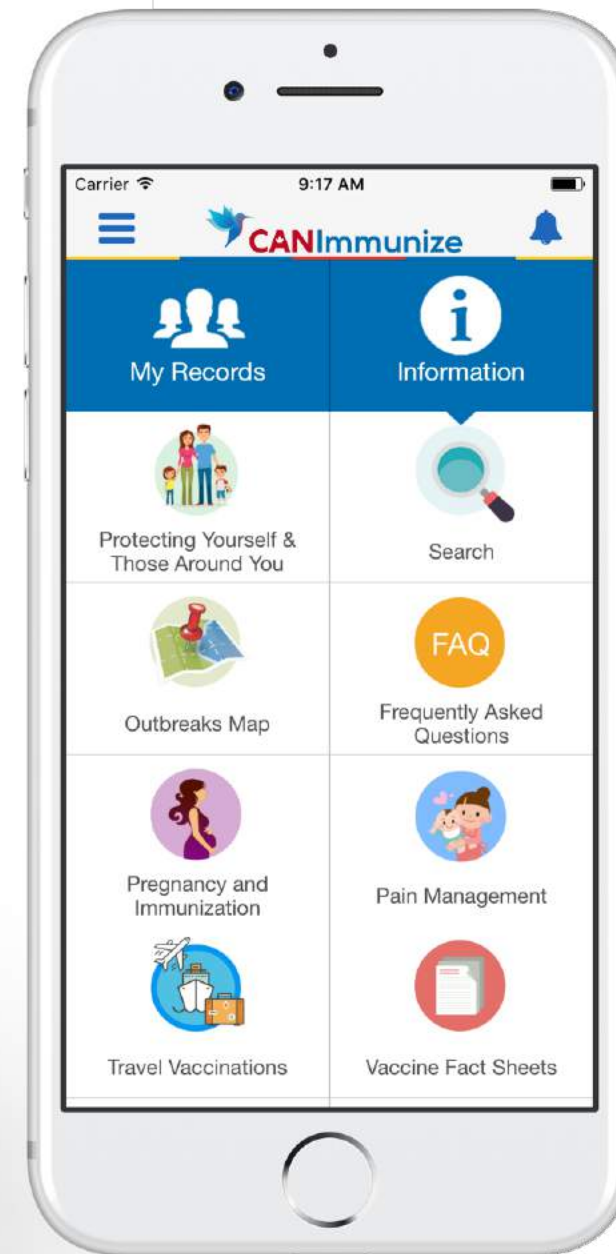 Carrier 9:17 AM
CANImmunize
My Records
Information
Protecting Yourself &
Those Around You
Search
Outbreaks Map
FAQ
Frequently Asked
Questions
Pregnancy and
Immunization
Pain Management
Travel Vaccinations
Vaccine Fact Sheets